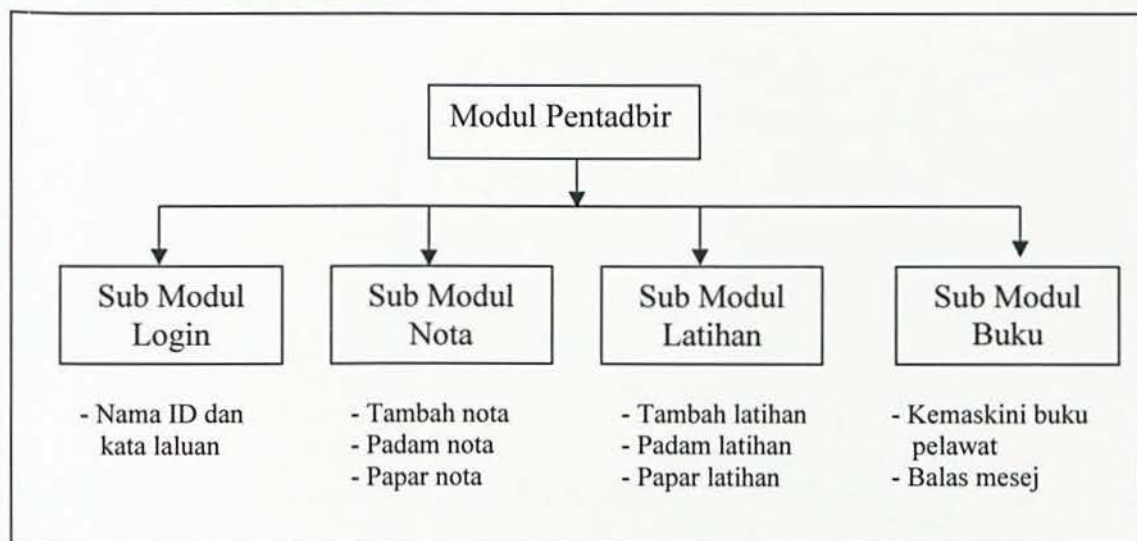 Modul Pentadbir
Sub Modul
Login
Sub Modul
Nota
Sub Modul
Latihan
Sub Modul
Buku
- Nama ID dan
kata laluan
- Tambah nota
- Padam nota
- Papar nota
- Tambah latihan
- Padam latihan
- Papar latihan
- Kemaskini buku
pelawat
- Balas mesej